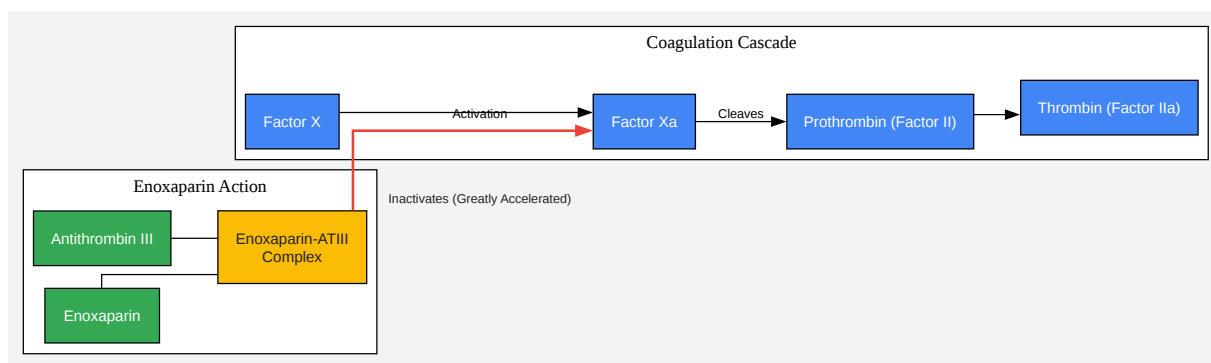 Coagulation Cascade
Factor X
Activation
Factor Xa
Cleaves
Prothrombin (Factor II)
Thrombin (Factor IIa)
Enoxaparin Action
Inactivates (Greatly Accelerated)
Antithrombin III
Enoxaparin-ATIII
Complex
Enoxaparin